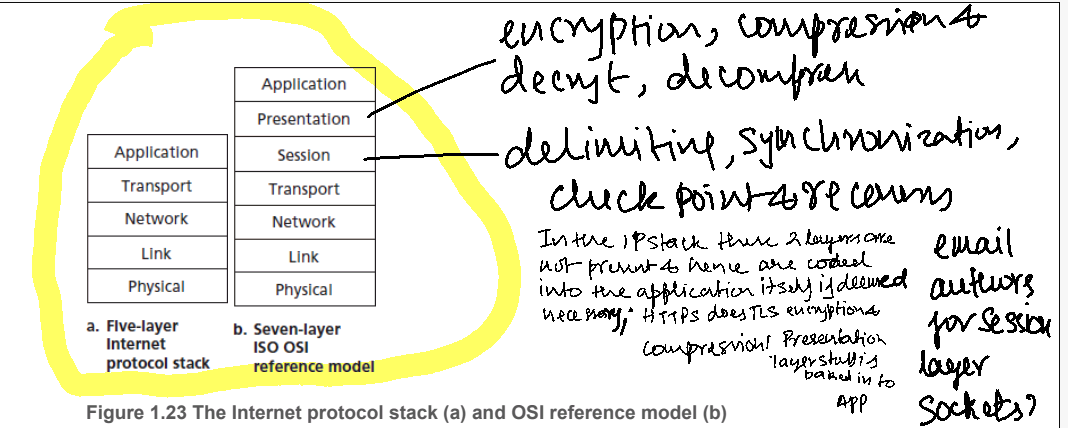 Application
Transport
Network
Link
Physical
a. Five-layer
Internet
protocol stack
Application
Presentation
Session
Transport
Network
Link
Physical
b. Seven-layer
ISO OSI
reference model
Figure 1.23 The Internet protocol stack (a) and OSI reference model (b)
encryption, compression &
decryt,
delimiting, synchronization,
check point &
In the IP stack these 2 layers are
not present & hence are coded
into the application itself if deemed
necessary, HTTPS does TLS encryption &
compression! Presentation
layer stuff is
baked in to
APP
email
authors
for session
layer
sockets?